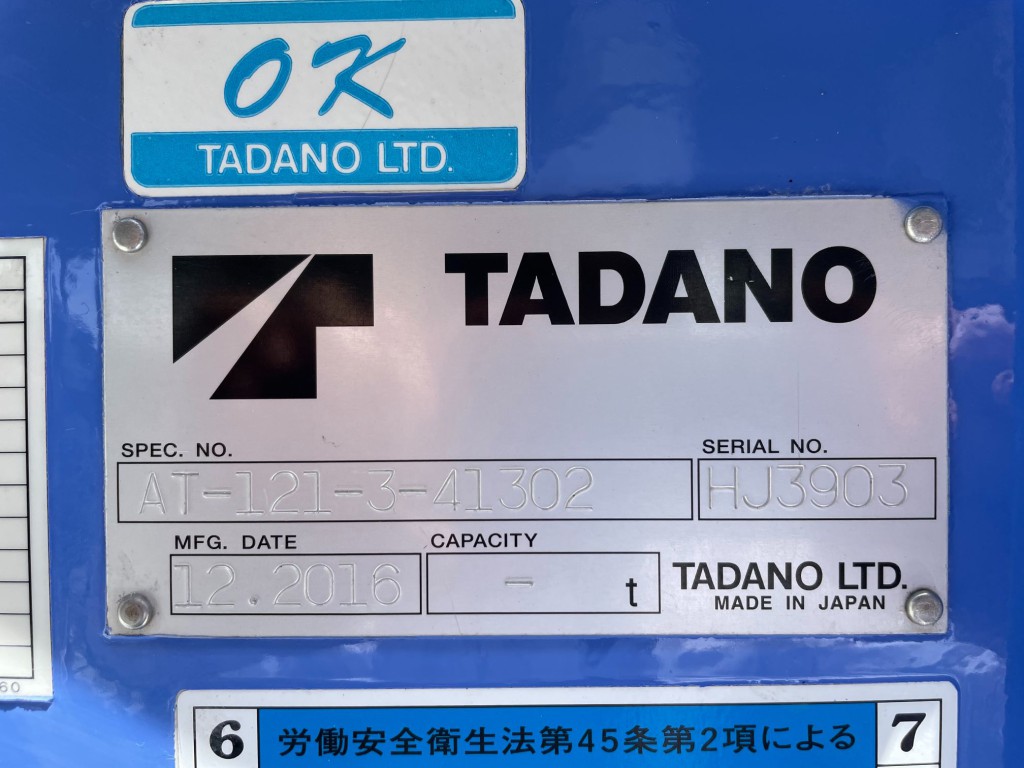 OK
TADANO LTD.
TADANO
SPEC. NO.
AT-121-3-41302
SERIAL NO.
HJ3903
MFG. DATE
12.2016
CAPACITY
- t
TADANO LTD.
MADE IN JAPAN
60
6 労働安全衛生法第45条第2項による 7